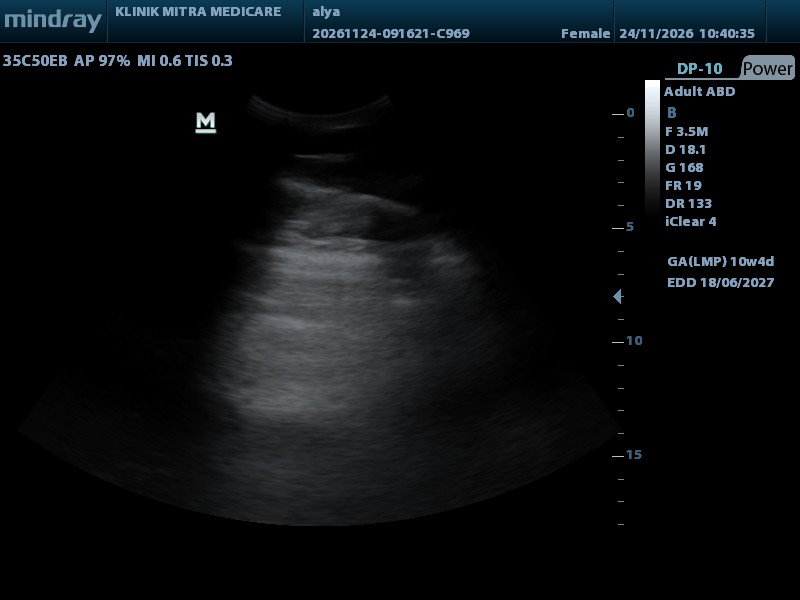 mindray
KLINIK MITRA MEDICARE
alya
20261124-091621-C969
Female
24/11/2026 10:40:35
35C50EB AP 97% MI 0.6 TIS 0.3
DP-10
Power
Adult ABD
B
F 3.5M
D 18.1
G 168
FR 19
DR 133
iClear 4
GA(LMP) 10w4d
EDD 18/06/2027
M
0
5
10
15